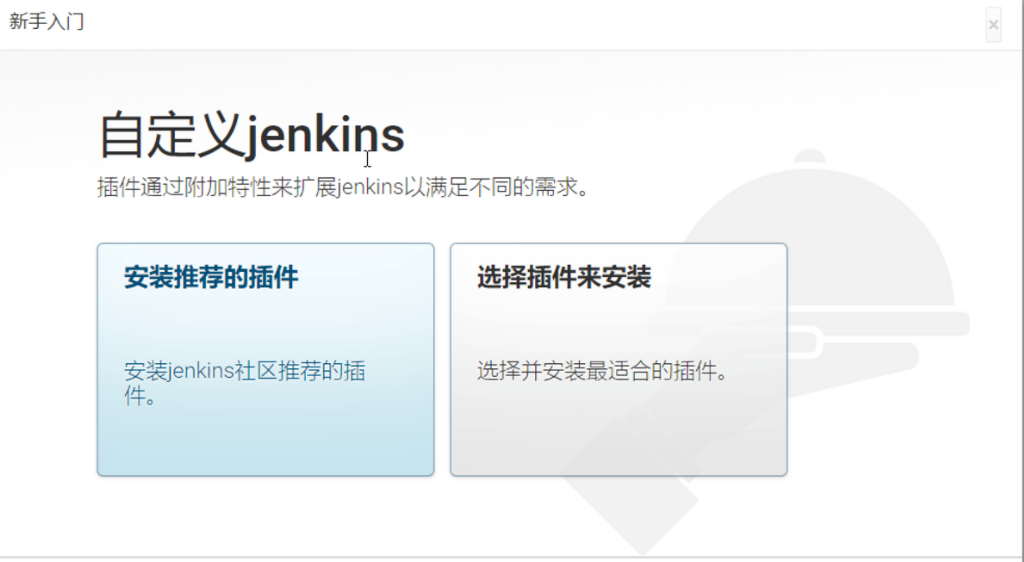 新手入门
×
自定义jenkins
插件通过附加特性来扩展jenkins以满足不同的需求。
安装推荐的插件
安装jenkins社区推荐的插
件。
选择插件来安装
选择并安装最适合的插件。